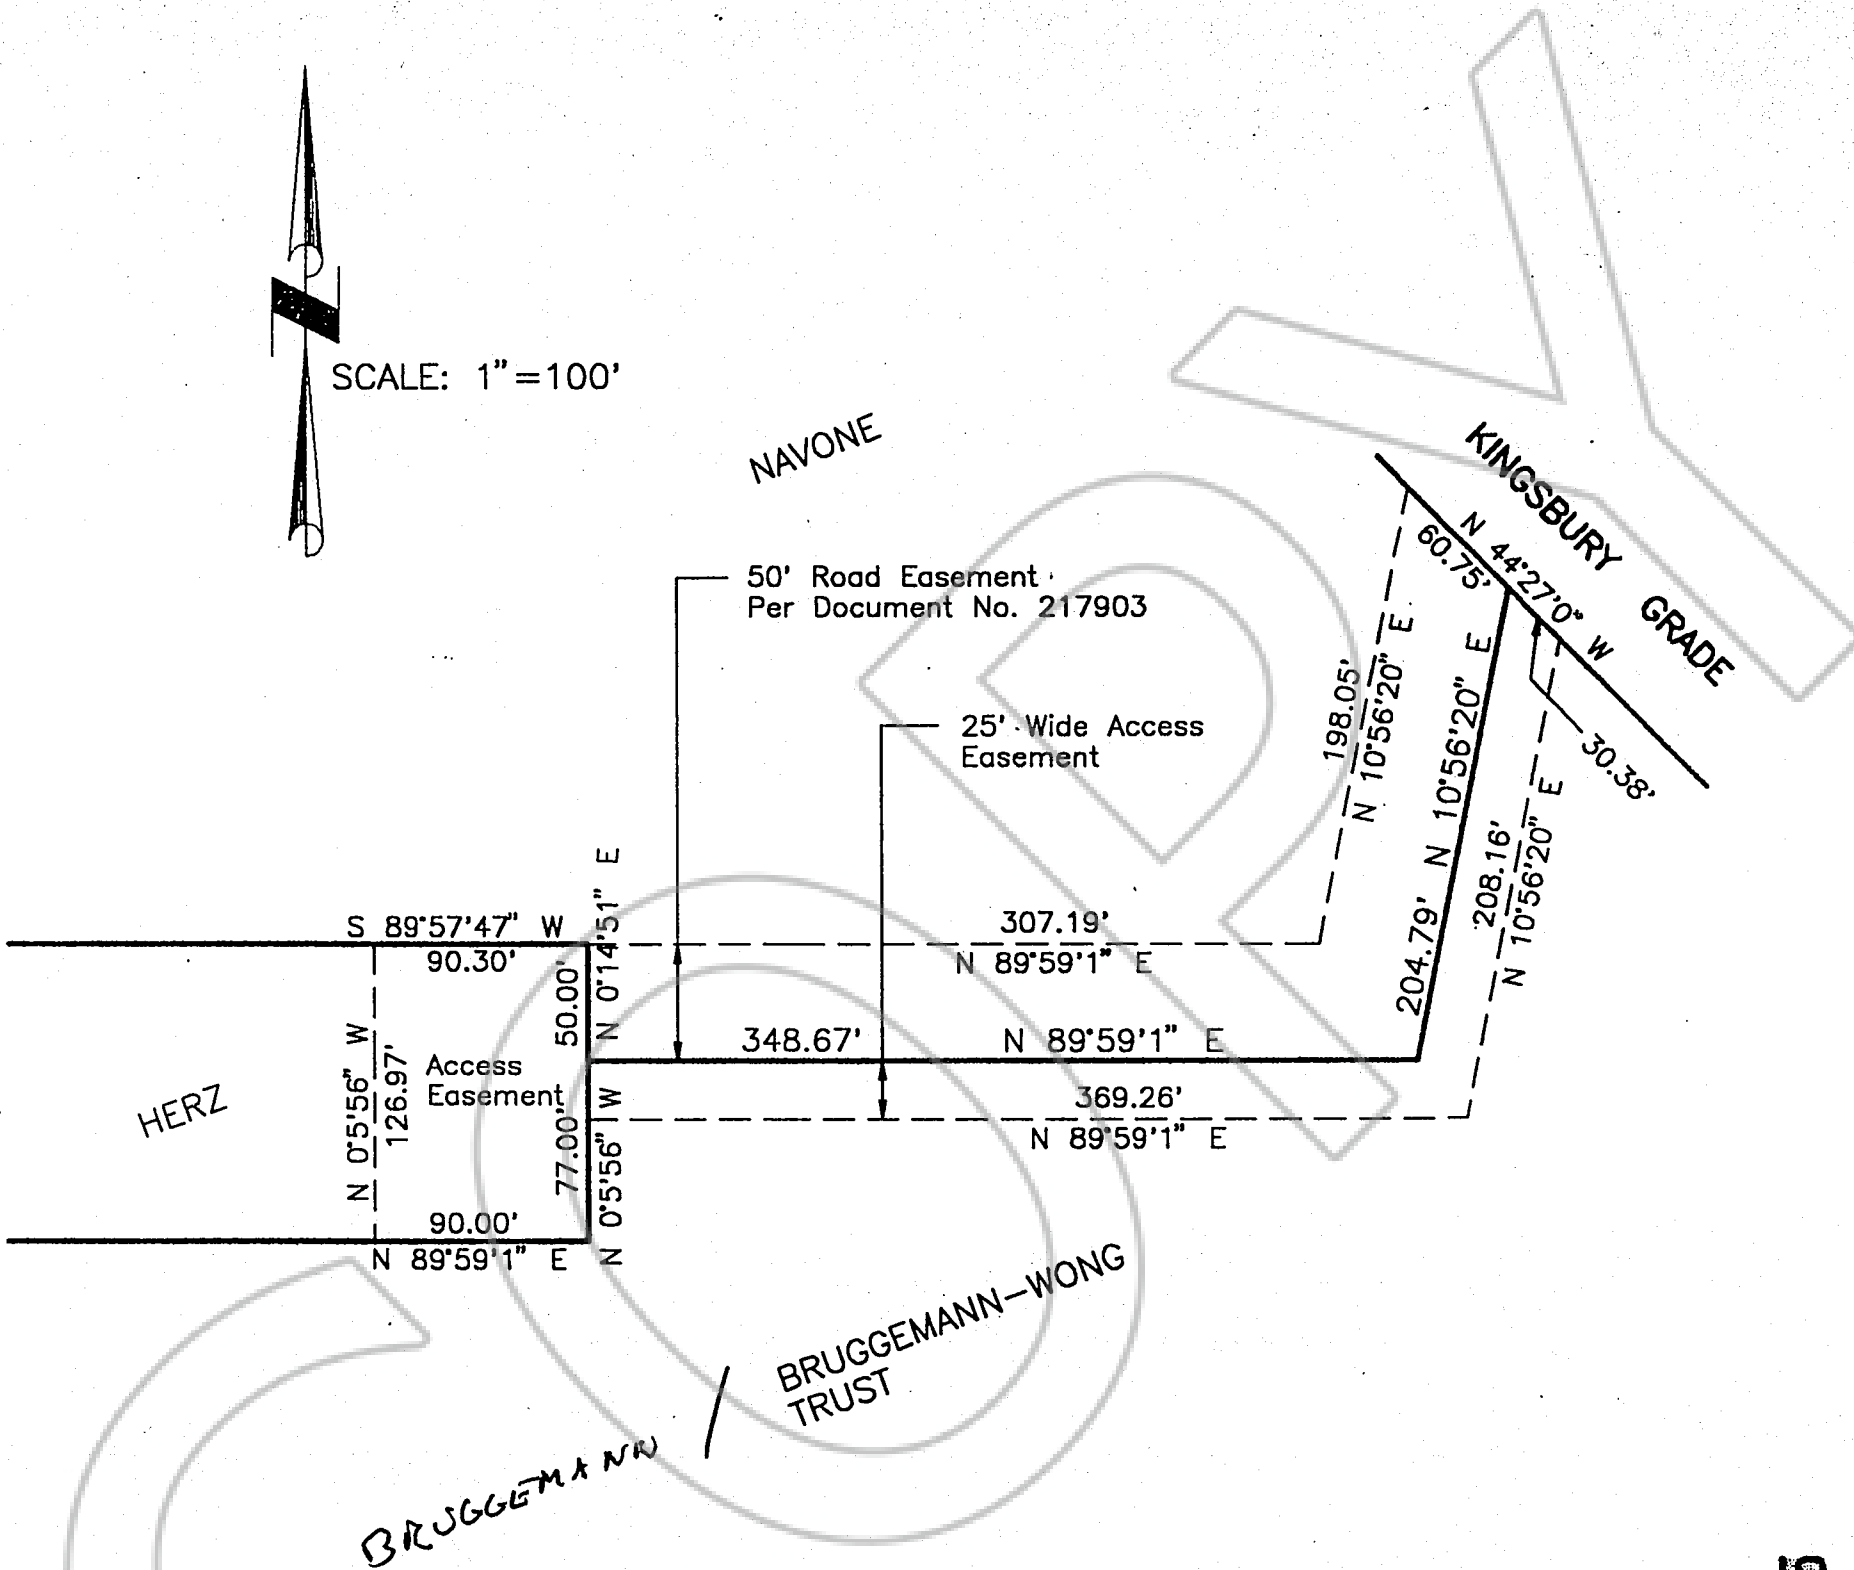 SCALE: 1"=100'
NAVONE
KINGSBURY GRADE
N 44°27'0" W
60.75'
50' Road Easement
Per Document No. 217903
25' Wide Access
Easement
198.05'
N 10°56'20" E
204.79' N 10°56'20" E
208.16'
N 10°56'20" E
30.38'
S 89°57'47" W
90.30'
50.00'
N 0°14'51" E
307.19'
N 89°59'1" E
348.67' N 89°59'1" E
369.26'
N 89°59'1" E
HERZ
N 0°5'56" W
126.97'
Access
Easement
77.00'
N 0°5'56" W
90.00'
N 89°59'1" E
BRUGGEMANN-WONG
TRUST
BRUGGEMANN /
COPY